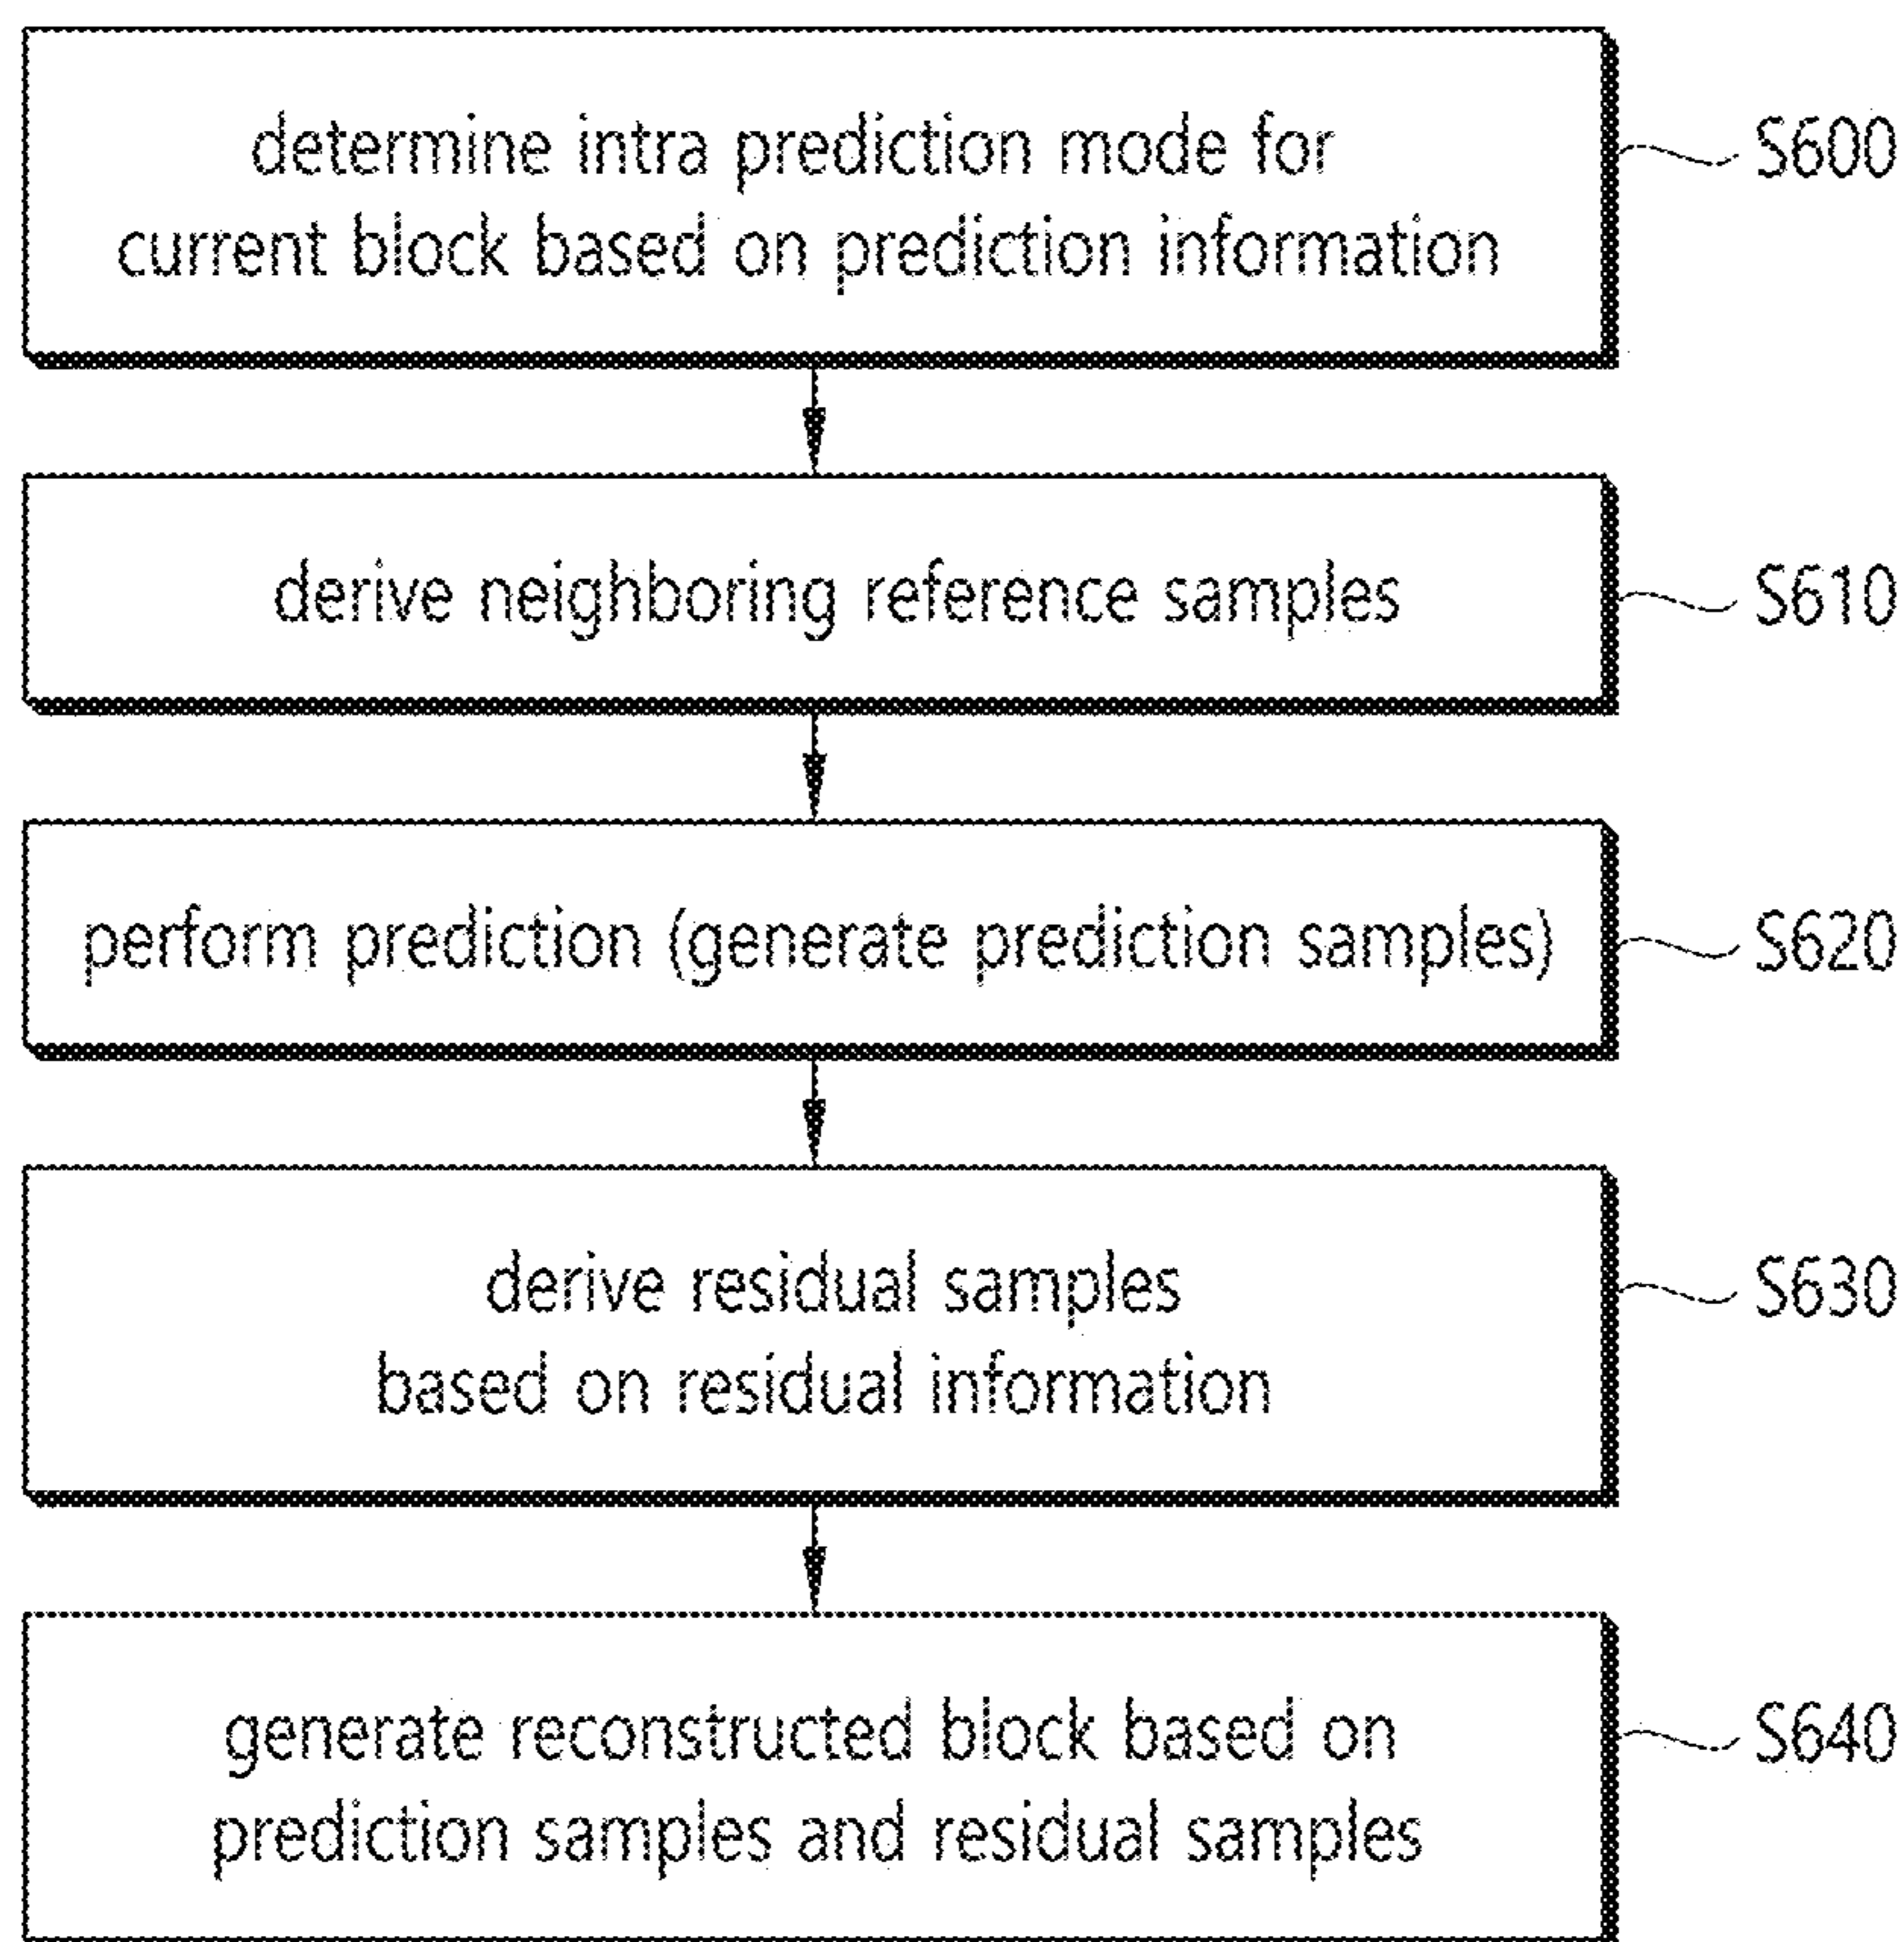 determine intra prediction mode for
current block based on prediction information
S600
derive neighboring reference samples
S610
perform prediction (generate prediction samples)
S620
derive residual samples
based on residual information
S630
generate reconstructed block based on
prediction samples and residual samples
S640